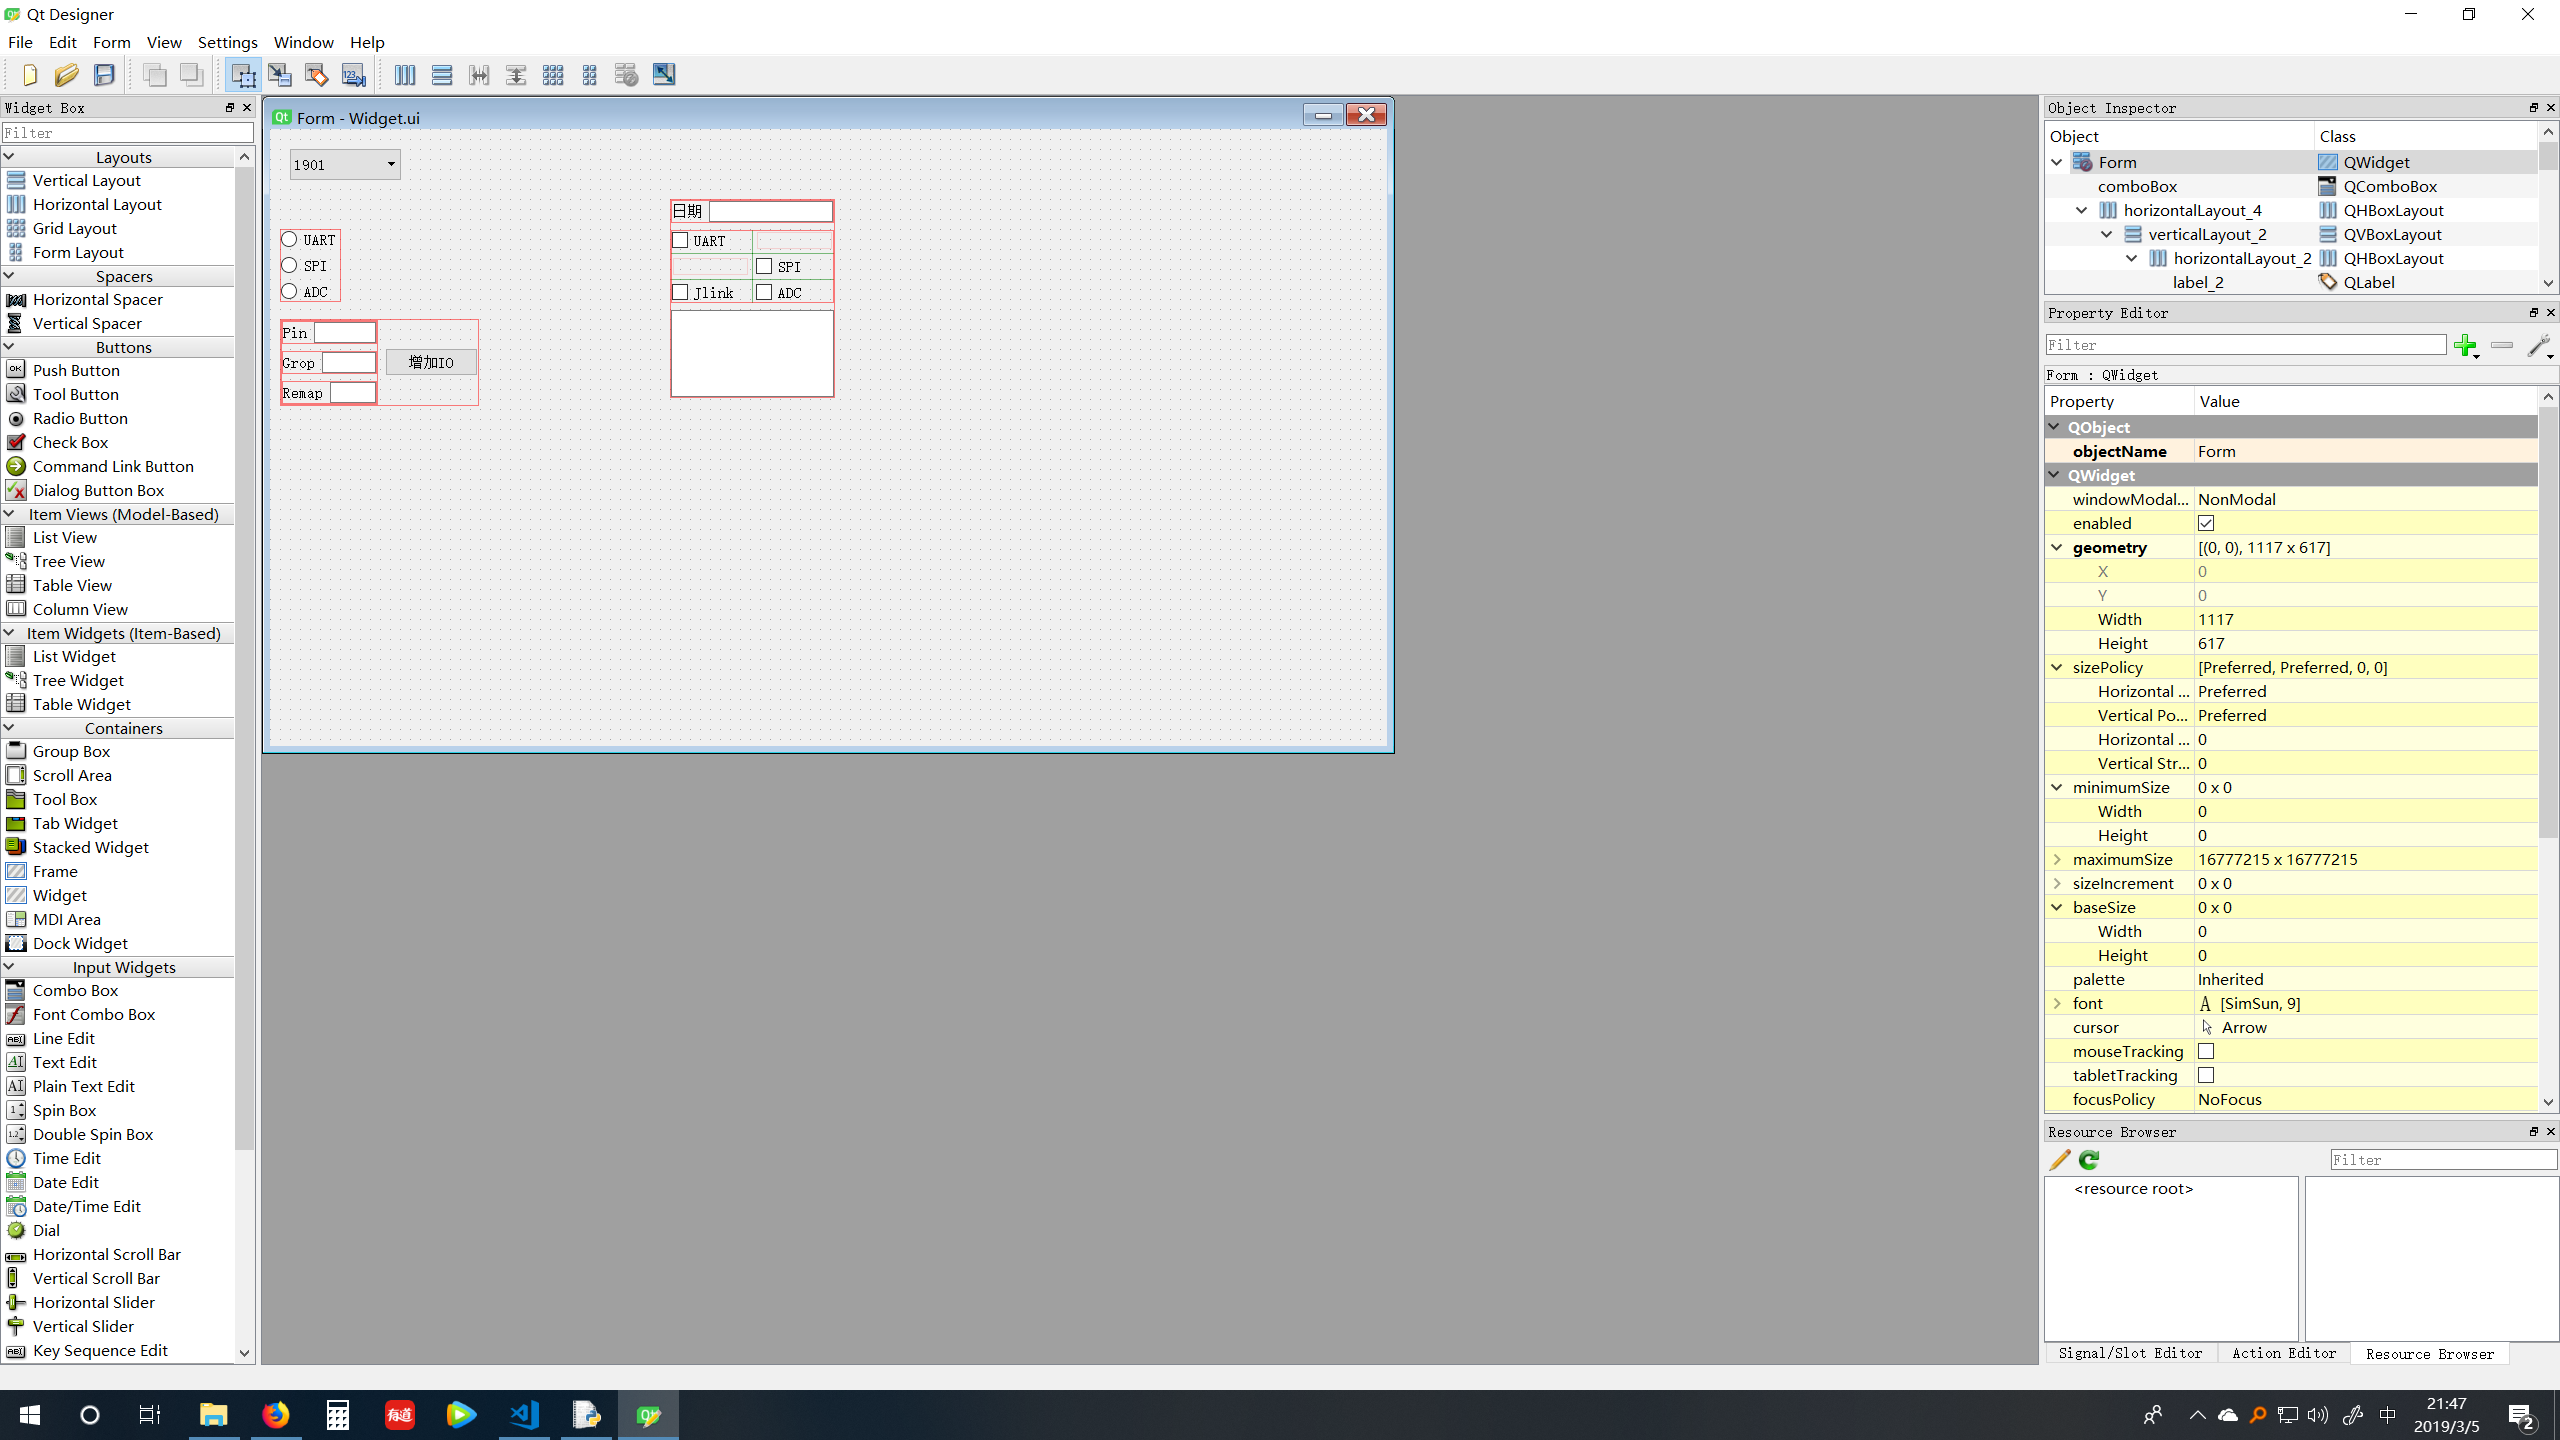 Qt Designer
File Edit Form View Settings Window Help
Widget Box
Filter
Layouts
Vertical Layout
Horizontal Layout
Grid Layout
Form Layout
Spacers
Horizontal Spacer
Vertical Spacer
Buttons
Push Button
Tool Button
Radio Button
Check Box
Command Link Button
Dialog Button Box
Item Views (Model-Based)
List View
Tree View
Table View
Column View
Item Widgets (Item-Based)
List Widget
Tree Widget
Table Widget
Containers
Group Box
Scroll Area
Tool Box
Tab Widget
Stacked Widget
Frame
Widget
MDI Area
Dock Widget
Input Widgets
Combo Box
Font Combo Box
Line Edit
Text Edit
Plain Text Edit
Spin Box
Double Spin Box
Time Edit
Date Edit
Date/Time Edit
Dial
Horizontal Scroll Bar
Vertical Scroll Bar
Horizontal Slider
Vertical Slider
Key Sequence Edit
Form - Widget.ui
1901
UART
SPI
ADC
Pin
Grop
Remap
增加IO
日期
UART
SPI
Jlink ADC
Object Inspector
Object Class
Form QWidget
comboBox QComboBox
horizontalLayout_4 QHBoxLayout
verticalLayout_2 QVBoxLayout
horizontalLayout_2 QHBoxLayout
label_2 QLabel
Property Editor
Filter
Form : QWidget
Property Value
QObject
objectName Form
QWidget
windowModal... NonModal
enabled
geometry [(0, 0), 1117 x 617]
X 0
Y 0
Width 1117
Height 617
sizePolicy [Preferred, Preferred, 0, 0]
Horizontal ... Preferred
Vertical Po... Preferred
Horizontal ... 0
Vertical Str... 0
minimumSize 0 x 0
Width 0
Height 0
maximumSize 16777215 x 16777215
sizeIncrement 0 x 0
baseSize 0 x 0
Width 0
Height 0
palette Inherited
font A [SimSun, 9]
cursor Arrow
mouseTracking
tabletTracking
focusPolicy NoFocus
Resource Browser
Filter
<resource root>
Signal/Slot Editor Action Editor Resource Browser
有道
中
21:47
2019/3/5
2